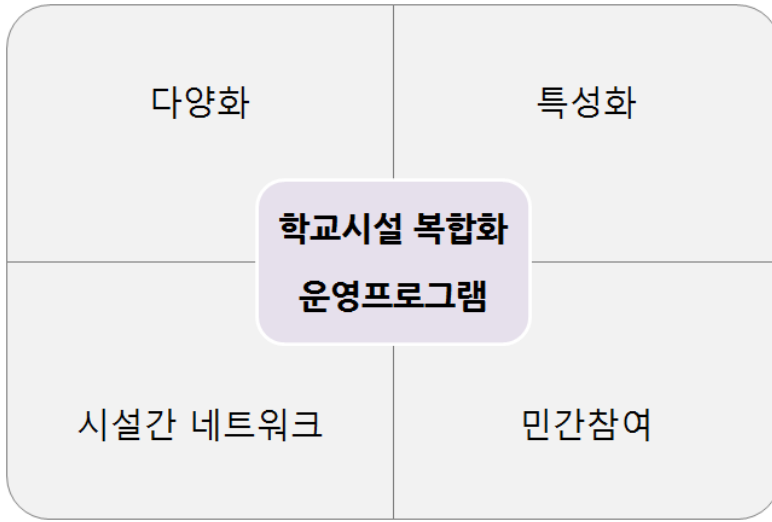 다양화
특성화
학교시설 복합화
운영프로그램
시설간 네트워크
민간참여